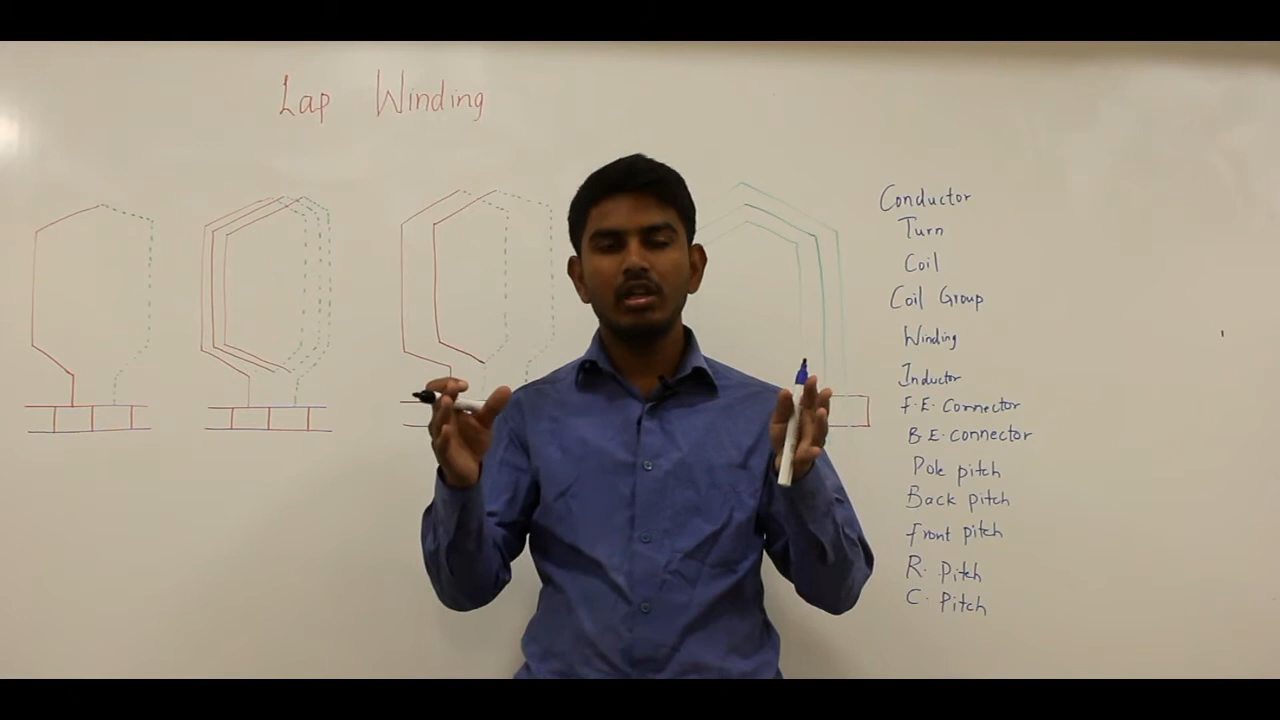 Lap Winding
Conductor
Turn
Coil
Coil Group
Winding
Inductor
F.E. Connector
B.E. connector
Pole pitch
Back pitch
front pitch
R. Pitch
C. Pitch